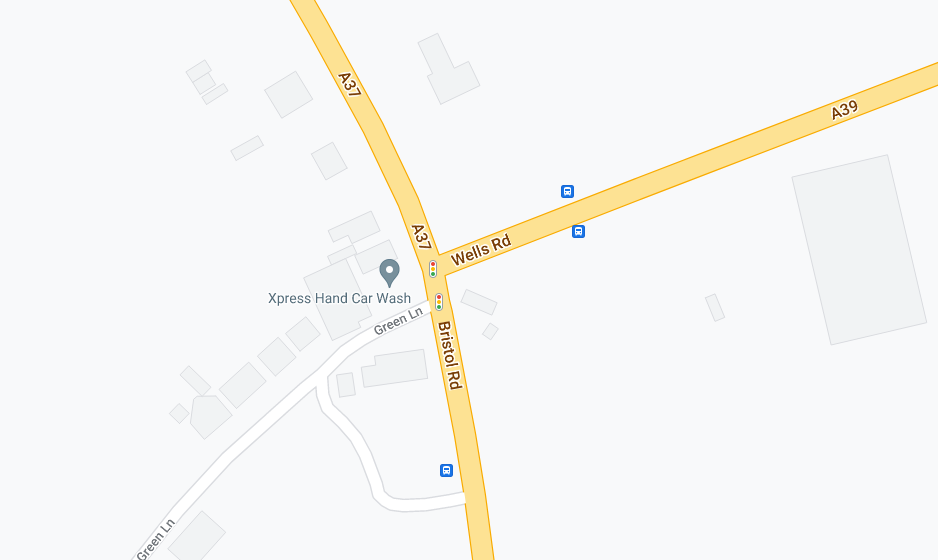 A37
A39
A37
Wells Rd
Xpress Hand Car Wash
Green Ln
Bristol Rd
Green Ln